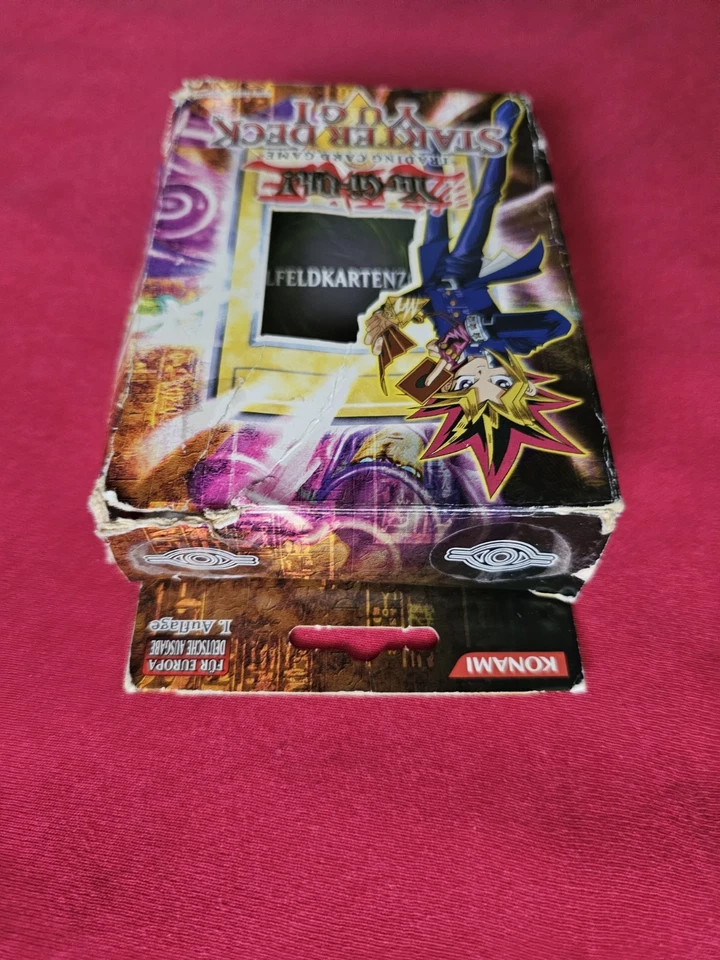 STARTER DECK
YUGI
TRADING CARD GAME
Yu-Gi-Oh!
LFELDKARTENZ
FÜR EUROPA
DEUTSCHE AUSGABE
1. Auflage
KONAMI